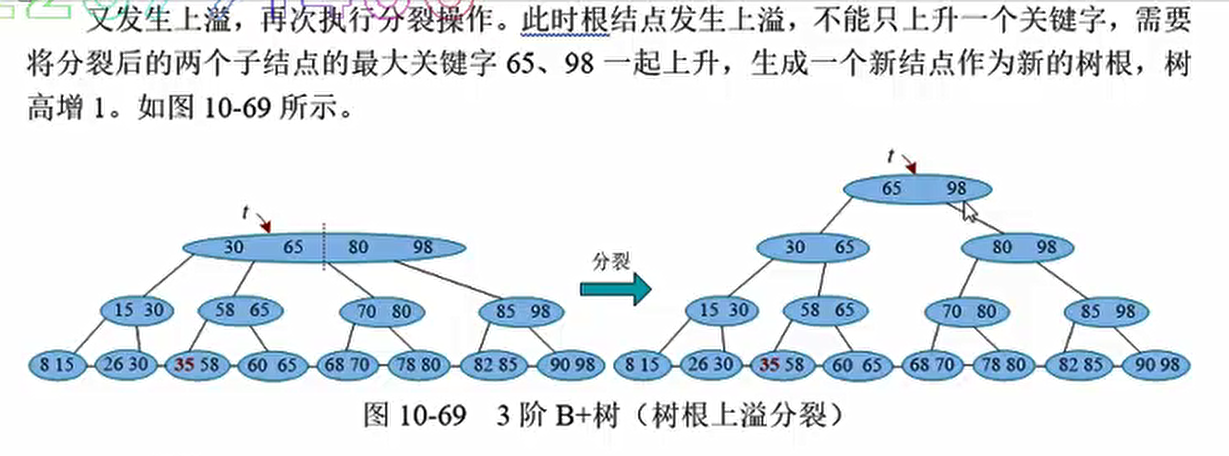 又发生上溢，再次执行分裂操作。此时根结点发生上溢，不能只上升一个关键字，需要
将分裂后的两个子结点的最大关键字 65、98 一起上升，生成一个新结点作为新的树根，树
高增 1。如图 10-69 所示。
t
30 65 80 98
15 30 58 65 70 80 85 98
8 15 26 30 35 58 60 65 68 70 78 80 82 85 90 98
分裂
t
65 98
30 65 80 98
15 30 58 65 70 80 85 98
8 15 26 30 35 58 60 65 68 70 78 80 82 85 90 98
图 10-69 3 阶 B+树（树根上溢分裂）